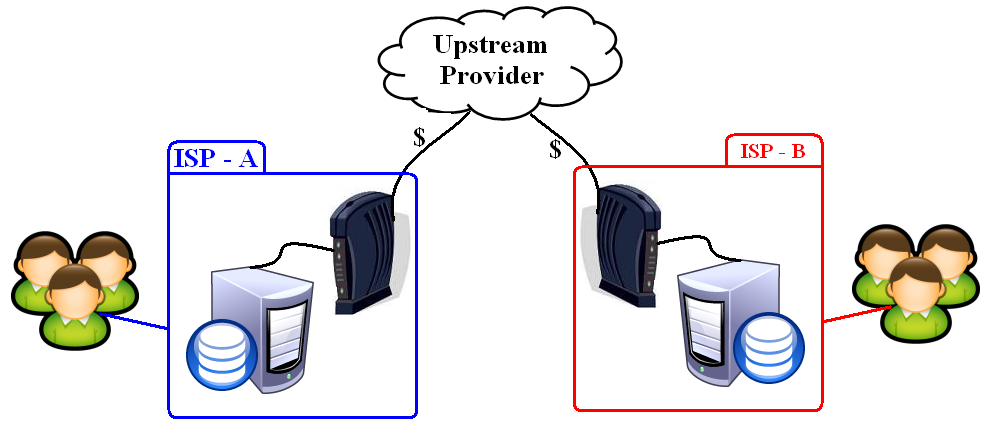 Upstream
Provider
$
$
ISP - A
ISP - B